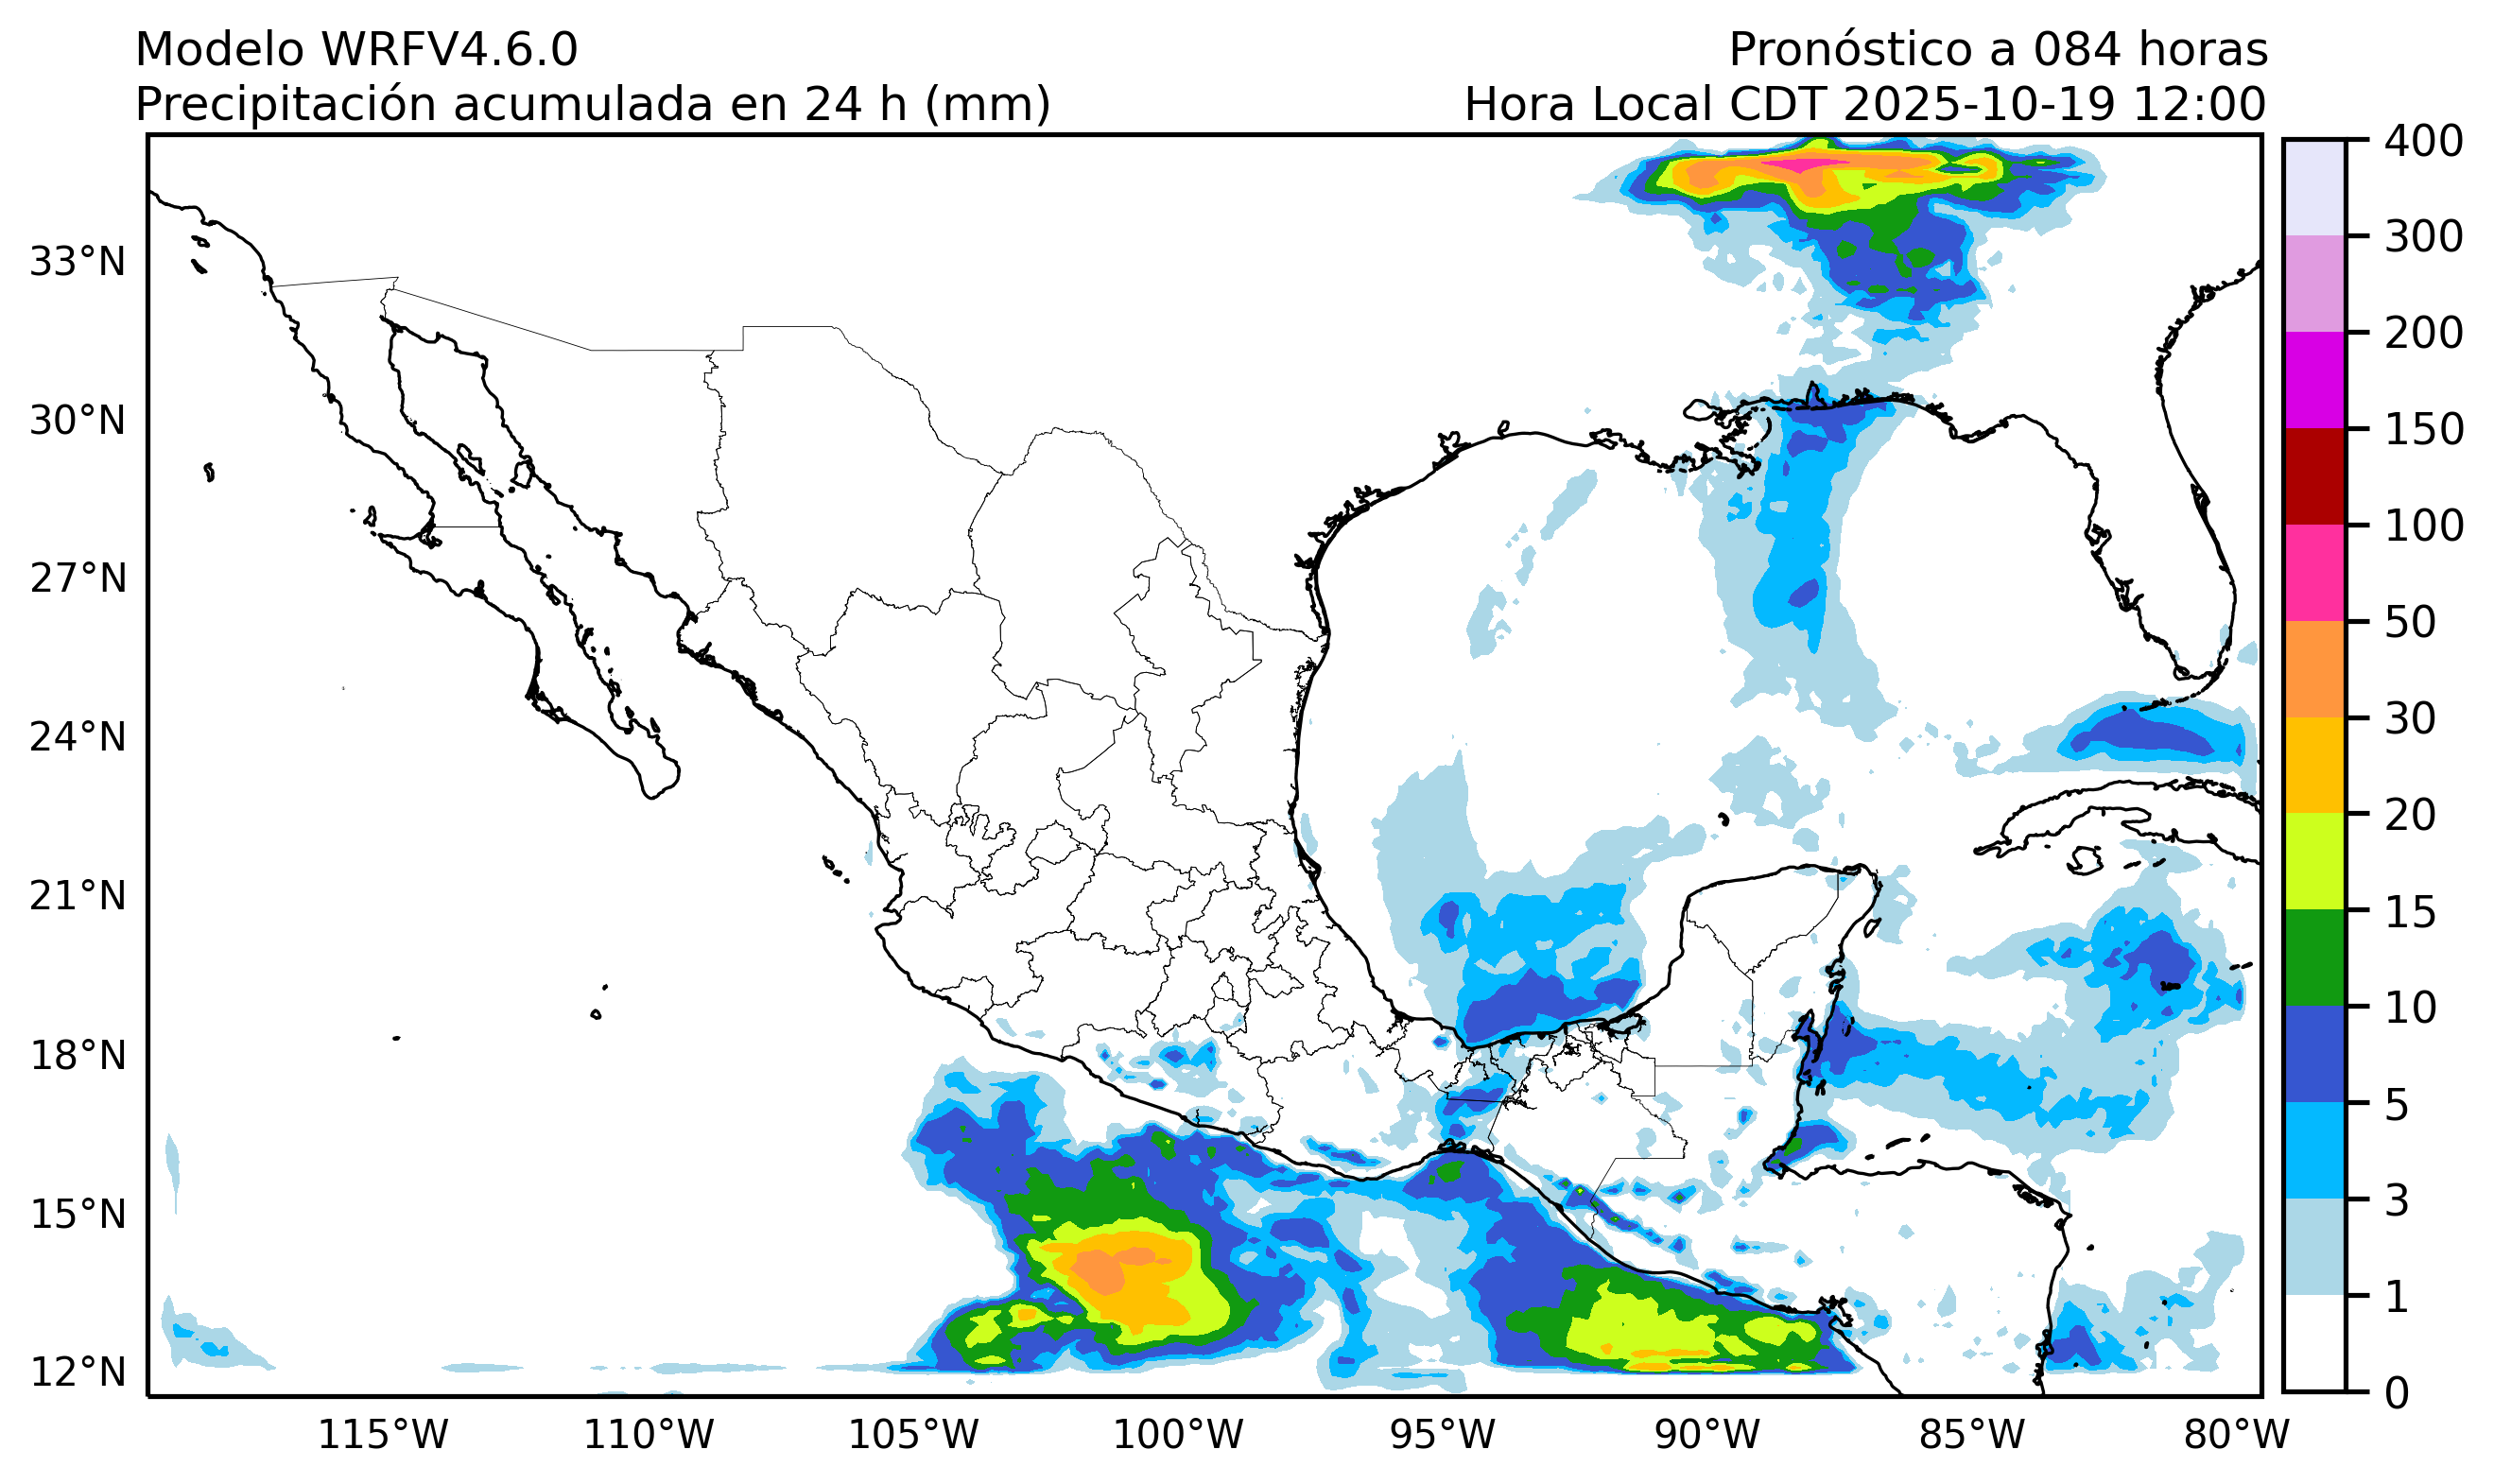 Modelo WRFV4.6.0
Pronóstico a 084 horas
Precipitación acumulada en 24 h (mm)
Hora Local CDT 2025-10-19 12:00
33°N
30°N
27°N
24°N
21°N
18°N
15°N
12°N
115°W
110°W
105°W
100°W
95°W
90°W
85°W
80°W
400
300
200
150
100
50
30
20
15
10
5
3
1
0